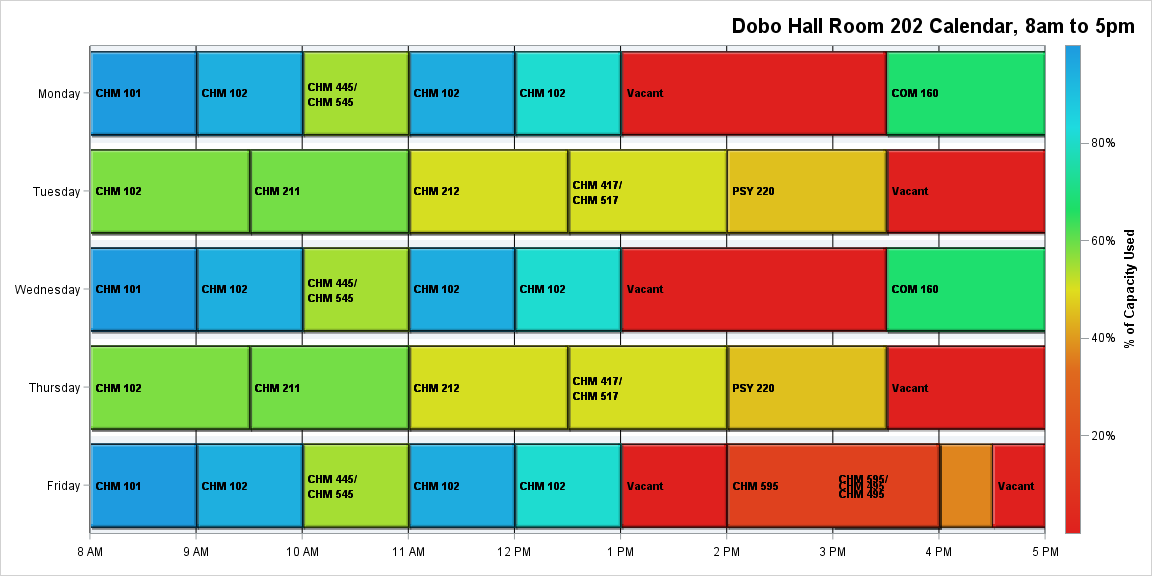 Dobo Hall Room 202 Calendar, 8am to 5pm
Monday
CHM 101
CHM 102
CHM 445/
CHM 545
CHM 102
CHM 102
Vacant
COM 160
Tuesday
CHM 102
CHM 211
CHM 212
CHM 417/
CHM 517
PSY 220
Vacant
Wednesday
CHM 101
CHM 102
CHM 445/
CHM 545
CHM 102
CHM 102
Vacant
COM 160
Thursday
CHM 102
CHM 211
CHM 212
CHM 417/
CHM 517
PSY 220
Vacant
Friday
CHM 101
CHM 102
CHM 445/
CHM 545
CHM 102
CHM 102
Vacant
CHM 595
CHM 595/
CHM 495
CHM 495
Vacant
8 AM
9 AM
10 AM
11 AM
12 PM
1 PM
2 PM
3 PM
4 PM
5 PM
80%
60%
40%
20%
% of Capacity Used